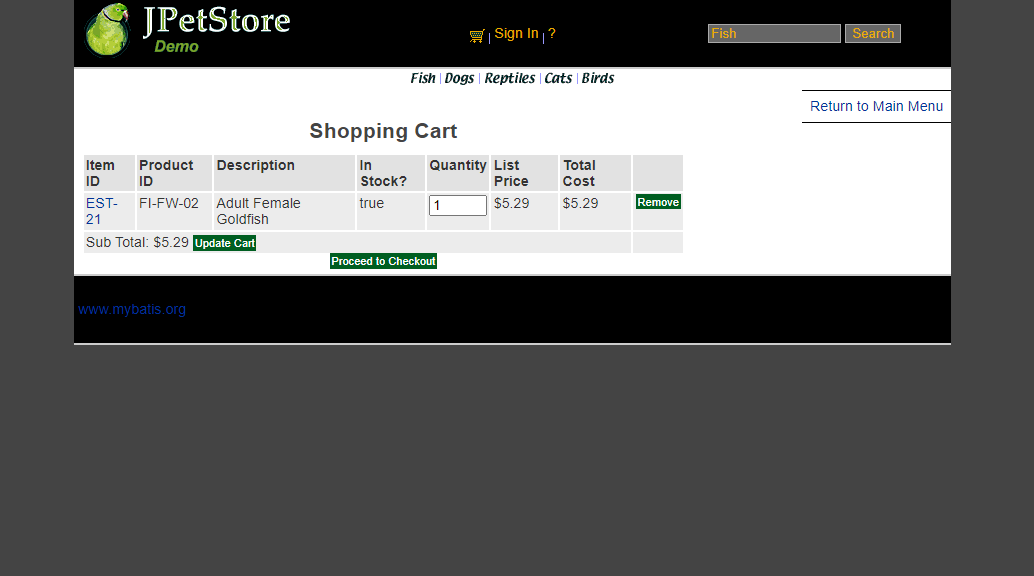 JPetStore
Demo
| Sign In | ?
Fish
Search
Fish | Dogs | Reptiles | Cats | Birds
Return to Main Menu
Shopping Cart
Item ID Product ID Description In Stock? Quantity List Price Total Cost
EST-21 FI-FW-02 Adult Female Goldfish true 1 $5.29 $5.29 Remove
Sub Total: $5.29 Update Cart
Proceed to Checkout
www.mybatis.org